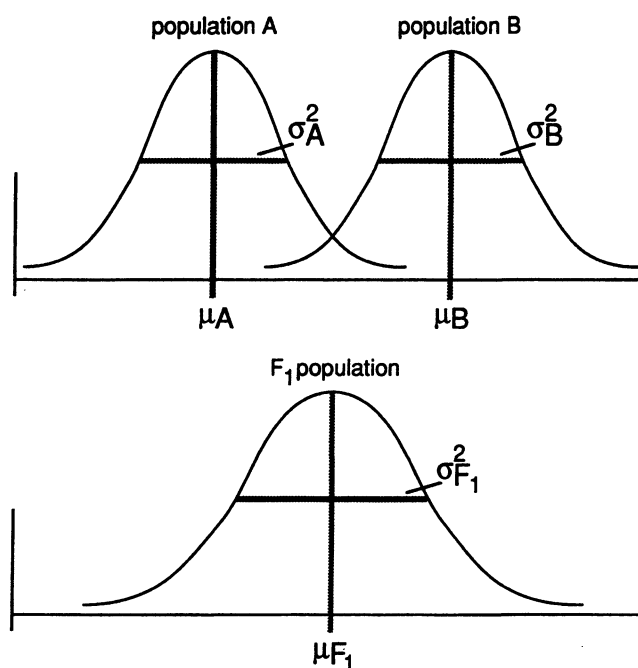 population A population B
σ²A σ²B
μA μB
F₁ population
σ²F₁
μF₁